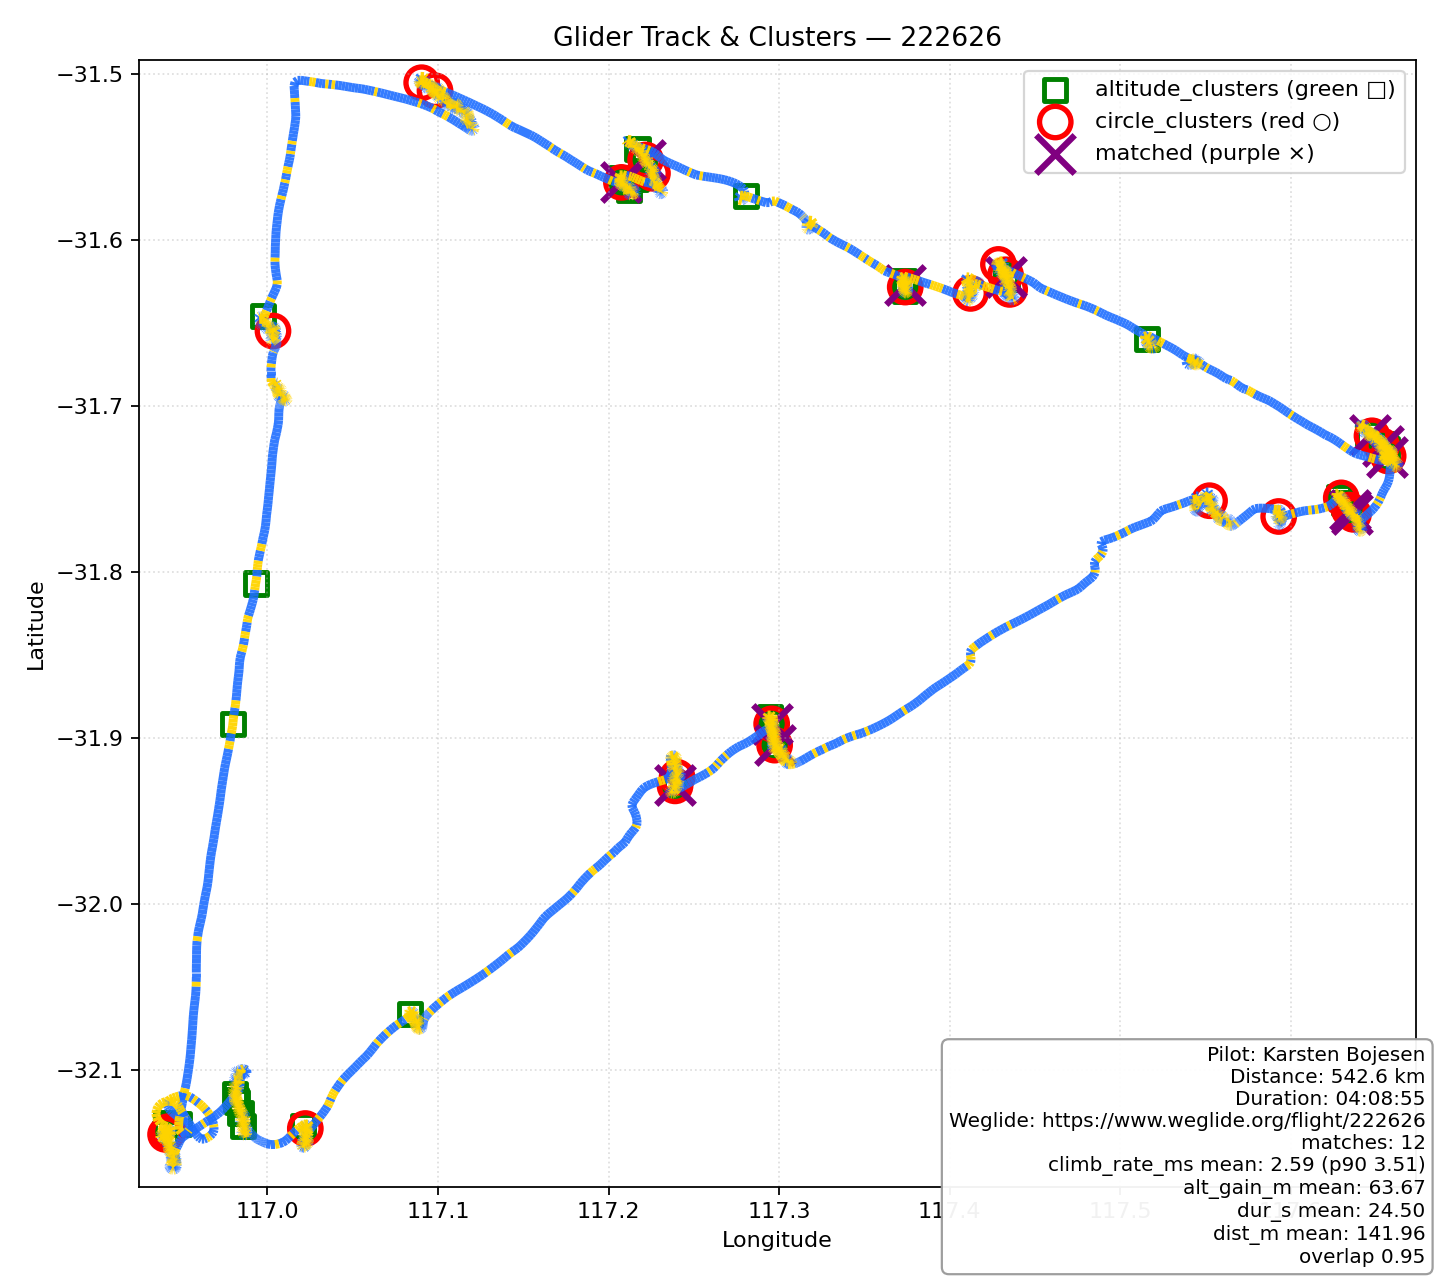 Glider Track & Clusters — 222626
altitude_clusters (green □)
circle_clusters (red ○)
matched (purple ×)
−31.5
−31.6
−31.7
−31.8
−31.9
−32.0
−32.1
Latitude
117.0
117.1
117.2
117.3
117.4
117.5
Longitude
Pilot: Karsten Bojesen
Distance: 542.6 km
Duration: 04:08:55
Weglide: https://www.weglide.org/flight/222626
matches: 12
climb_rate_ms mean: 2.59 (p90 3.51)
alt_gain_m mean: 63.67
dur_s mean: 24.50
dist_m mean: 141.96
overlap 0.95